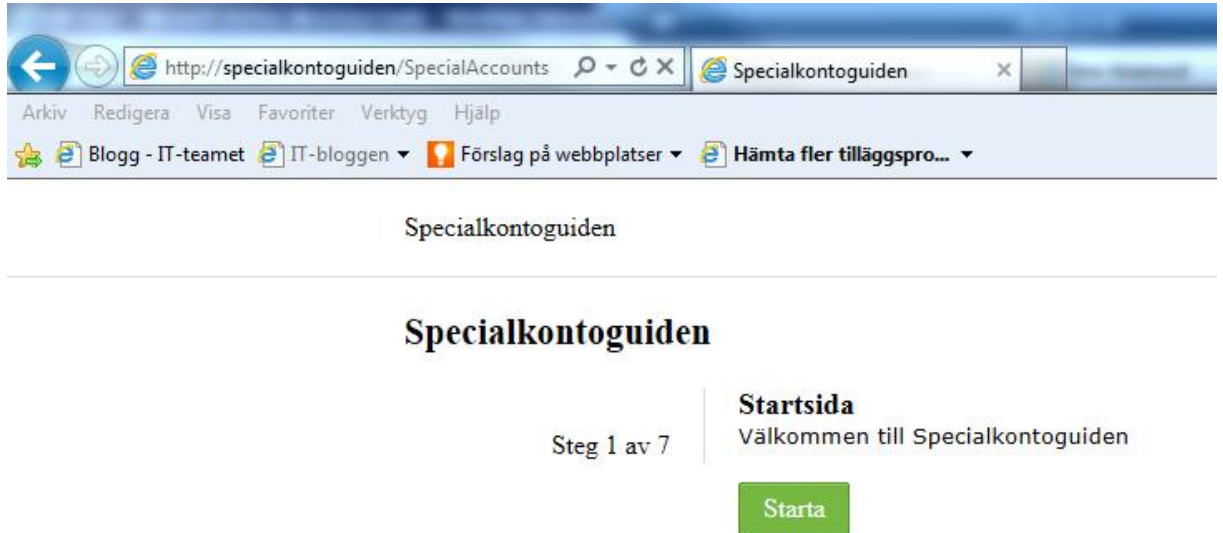 http://specialkontoguiden/SpecialAccounts Specialkontoguiden
Arkiv Redigera Visa Favoriter Verktyg Hjälp
Blogg - IT-teamet IT-bloggen Förslag på webbplatser Hämta fler tilläggspro...
Specialkontoguiden
Specialkontoguiden
Startsida
Steg 1 av 7 Välkommen till Specialkontoguiden
Starta